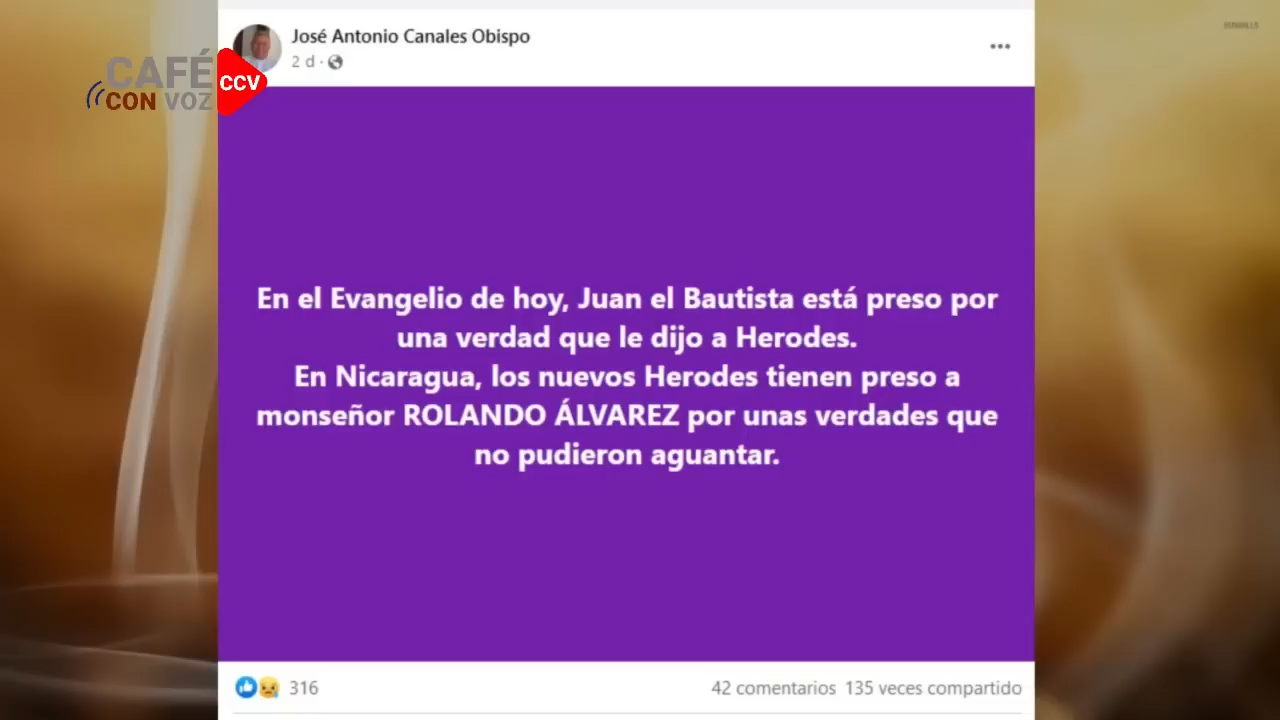 José Antonio Canales Obispo
2 d ·
CAFÉ
CON VOZ
CCV
En el Evangelio de hoy, Juan el Bautista está preso por
una verdad que le dijo a Herodes.
En Nicaragua, los nuevos Herodes tienen preso a
monseñor ROLANDO ÁLVAREZ por unas verdades que
no pudieron aguantar.
316
42 comentarios 135 veces compartido